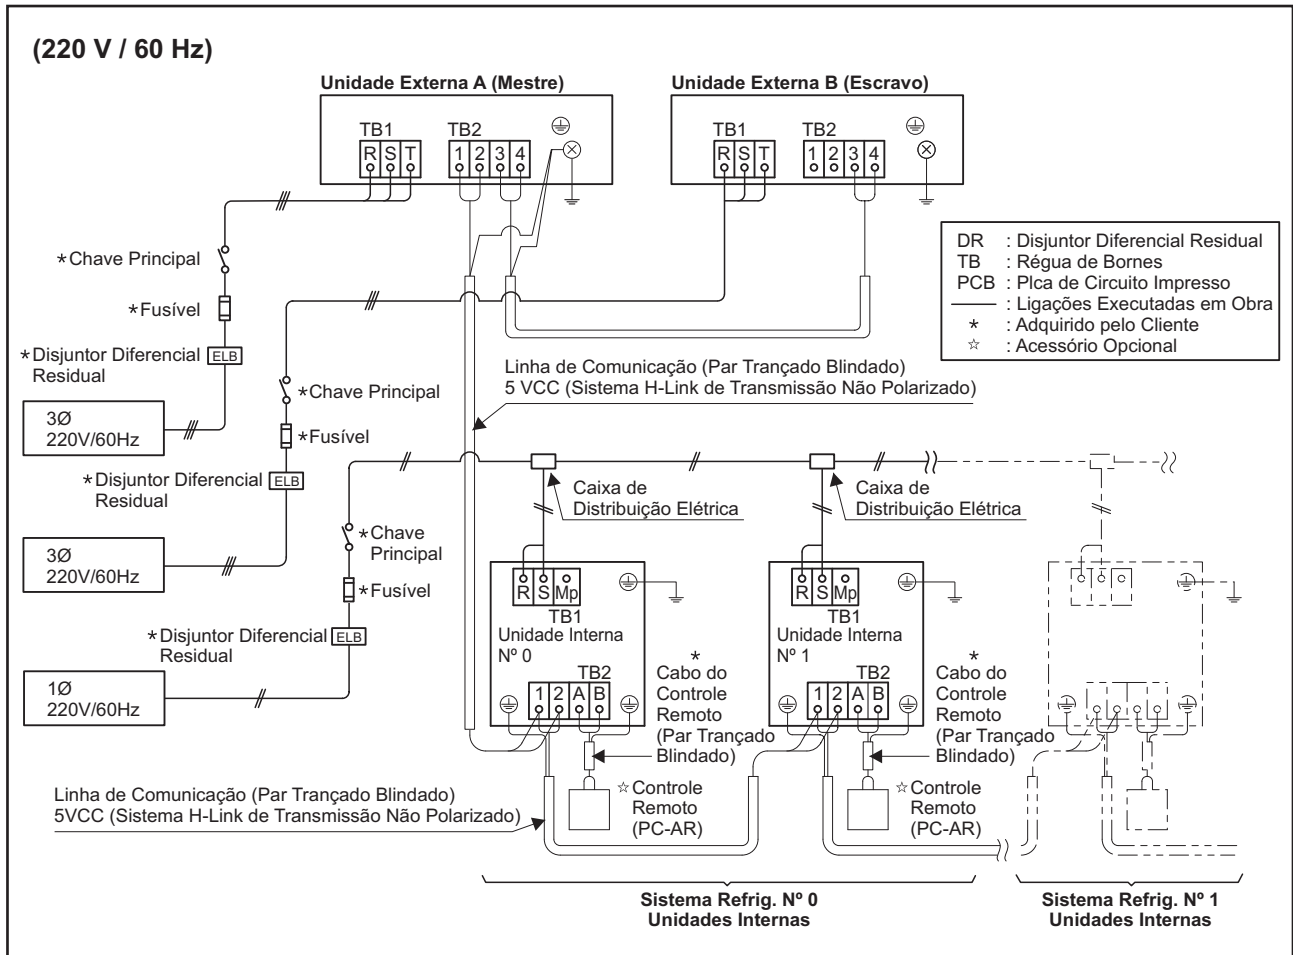 (220 V / 60 Hz)
Unidade Externa A (Mestre)
TB1
R S T
TB2
1 2 3 4
Unidade Externa B (Escravo)
TB1
R S T
TB2
1 2 3 4
DR : Disjuntor Diferencial Residual
TB : Régua de Bornes
PCB : Plca de Circuito Impresso
: Ligações Executadas em Obra
* : Adquirido pelo Cliente
☆ : Acessório Opcional
*Chave Principal
*Fusível
*Disjuntor Diferencial
Residual
ELB
3Ø
220V/60Hz
*Chave Principal
*Fusível
*Disjuntor Diferencial
Residual
ELB
3Ø
220V/60Hz
*Chave
Principal
*Fusível
*Disjuntor Diferencial
Residual
ELB
1Ø
220V/60Hz
Linha de Comunicação (Par Trançado Blindado)
5 VCC (Sistema H-Link de Transmissão Não Polarizado)
Caixa de
Distribuição Elétrica
Caixa de
Distribuição Elétrica
R S Mp
TB1
Unidade Interna
Nº 0
TB2
1 2 A B
*
Cabo do
Controle
Remoto
(Par Trançado
Blindado)
☆Controle
Remoto
(PC-AR)
R S Mp
TB1
Unidade Interna
Nº 1
TB2
1 2 A B
*
Cabo do
Controle
Remoto
(Par Trançado
Blindado)
☆Controle
Remoto
(PC-AR)
Linha de Comunicação (Par Trançado Blindado)
5VCC (Sistema H-Link de Transmissão Não Polarizado)
Sistema Refrig. Nº 0
Unidades Internas
Sistema Refrig. Nº 1
Unidades Internas